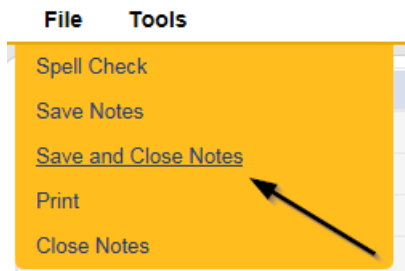 File Tools
Spell Check
Save Notes
Save and Close Notes
Print
Close Notes